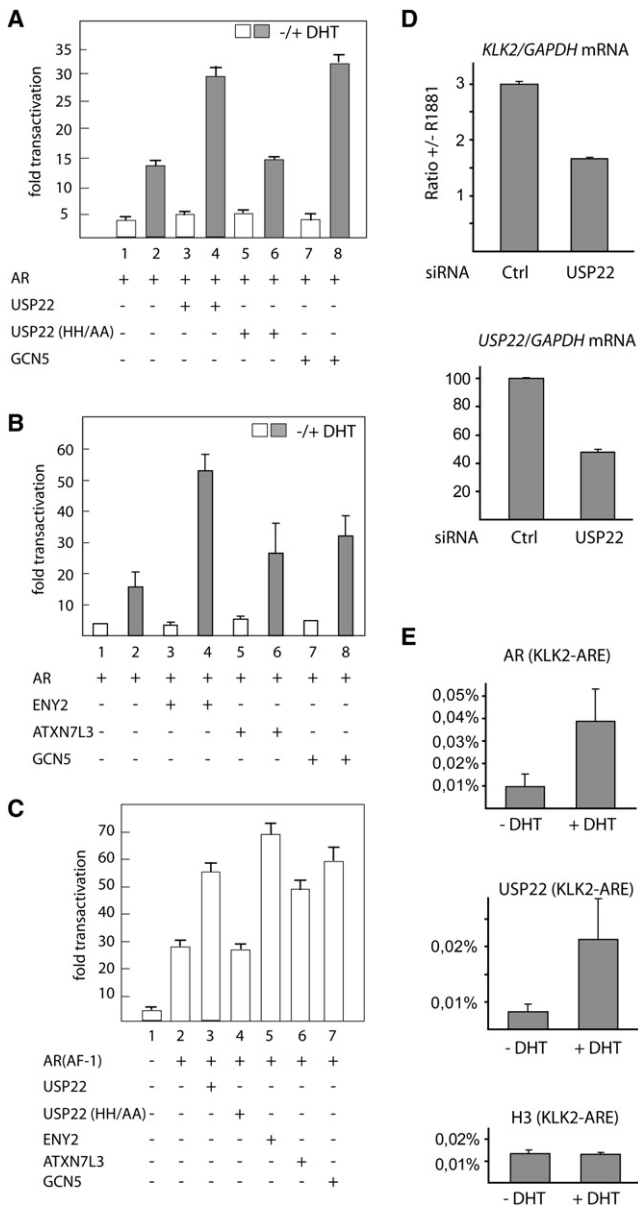 A
-/+ DHT
fold transactivation
35
30
20
15
10
5
1 2 3 4 5 6 7 8
AR + + + + + + + +
USP22 - - + + - - - -
USP22 (HH/AA) - - - - + + - -
GCN5 - - - - - - + +
B
-/+ DHT
fold transactivation
60
50
40
30
20
10
1 2 3 4 5 6 7 8
AR + + + + + + + +
ENY2 - - + + - - - -
ATXN7L3 - - - - + + - -
GCN5 - - - - - - + +
C
fold transactivation
70
60
50
40
30
20
10
1 2 3 4 5 6 7
AR(AF-1) - + + + + + +
USP22 - - + - - - -
USP22 (HH/AA) - - - + - - -
ENY2 - - - - + - -
ATXN7L3 - - - - - + -
GCN5 - - - - - - +
D
KLK2/GAPDH mRNA
Ratio +/- R1881
3
2
1
siRNA Ctrl USP22
USP22/GAPDH mRNA
100
80
60
40
20
siRNA Ctrl USP22
E
AR (KLK2-ARE)
0,05%
0,04%
0,03%
0,02%
0,01%
- DHT + DHT
USP22 (KLK2-ARE)
0,02%
0,01%
- DHT + DHT
H3 (KLK2-ARE)
0,02%
0,01%
- DHT + DHT